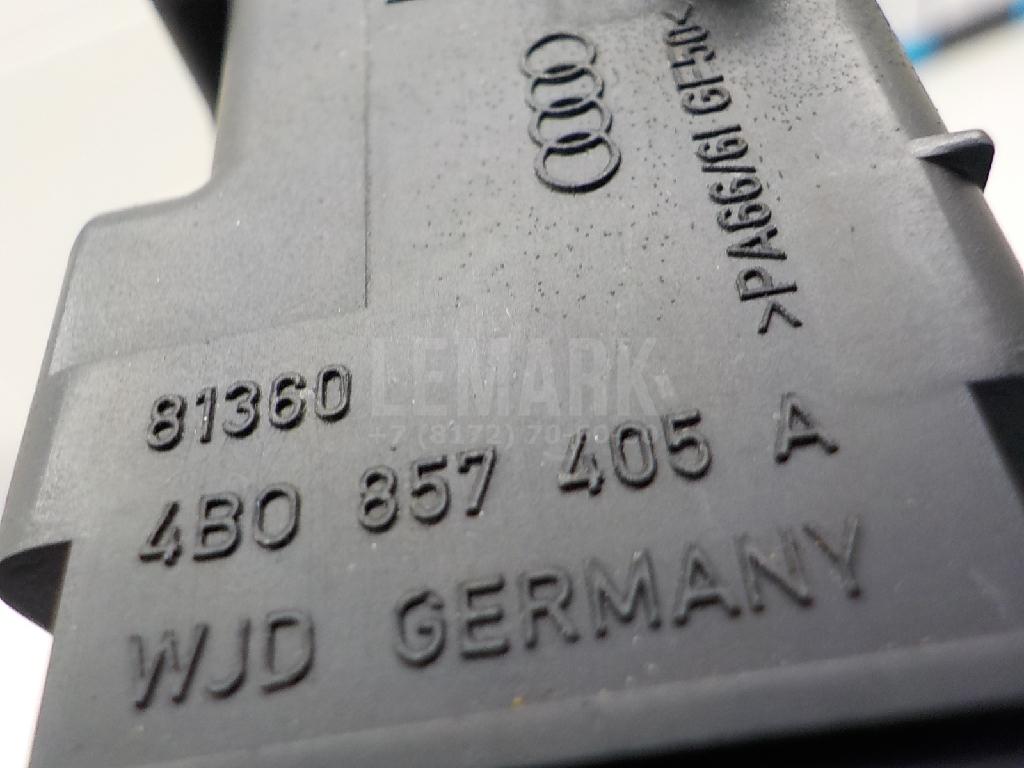 >PA66/6I GF50<
LEMARK
81360
4B0 857 405 A
WJD GERMANY